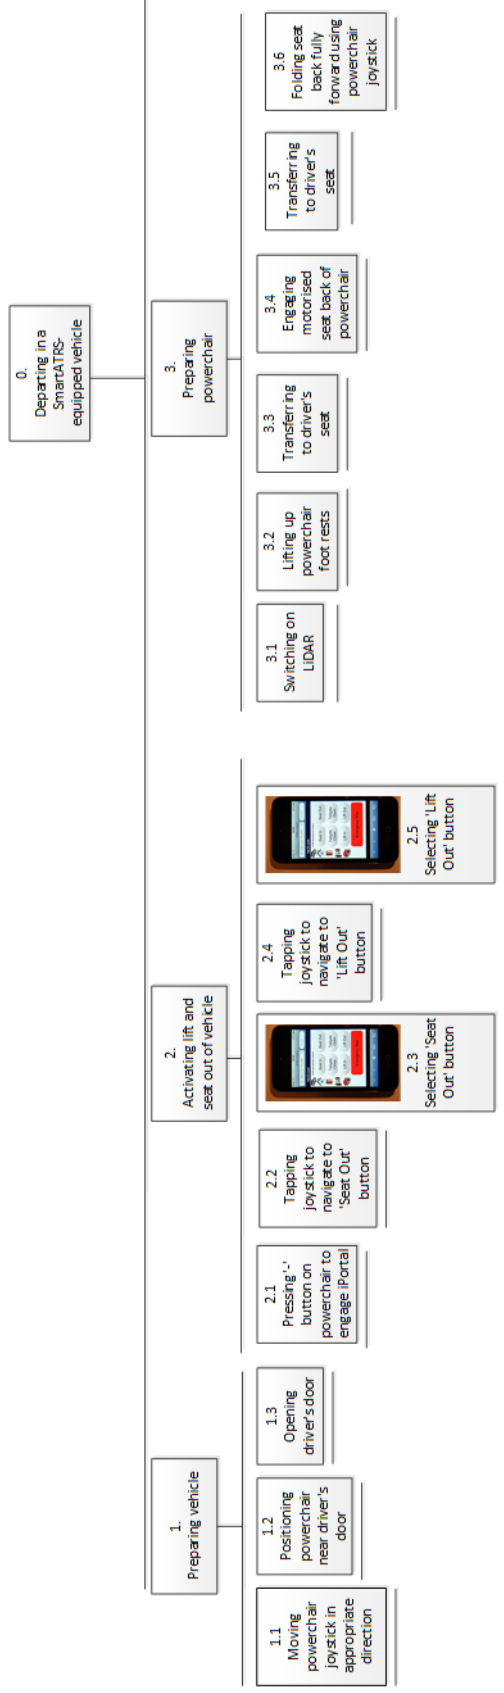 0.
Departing in a
SmartATRS-
equipped vehicle
1.
Preparing vehicle
1.1
Moving
powerchair
joystick in
appropriate
direction
1.2
Positioning
powerchair
near driver's
door
1.3
Opening
driver's door
2.
Activating lift and
seat out of vehicle
2.1
Pressing '-'
button on
powerchair to
engage iPortal
2.2
Tapping
joystick to
navigate to
'Seat Out'
button
2.3
Selecting 'Seat
Out' button
2.4
Tapping
joystick to
navigate to
'Lift Out'
button
2.5
Selecting 'Lift
Out' button
3.
Preparing
powerchair
3.1
Switching on
LiDAR
3.2
Lifting up
powerchair
foot rests
3.3
Transferring
to driver's
seat
3.4
Engaging
motorised
seat back of
powerchair
3.5
Transferring
to driver's
seat
3.6
Folding seat
back fully
forward using
powerchair
joystick